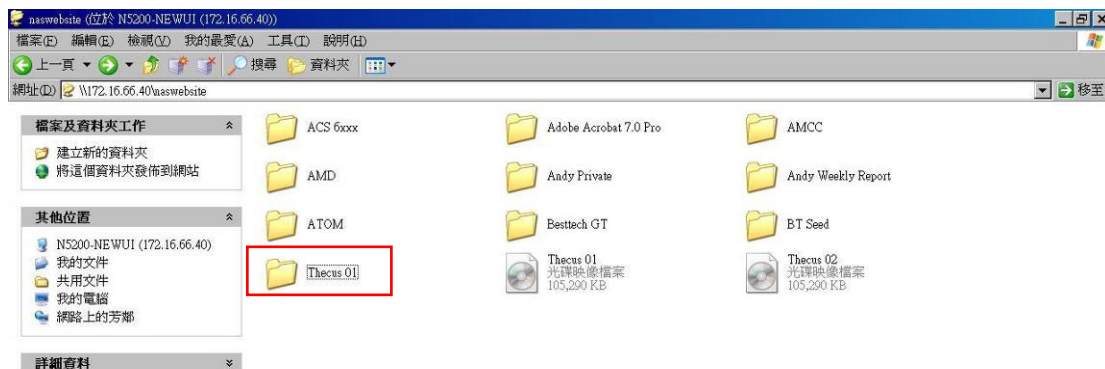 naswebsite (位於 N5200-NEWUI (172.16.66.40))
檔案(F) 編輯(E) 檢視(V) 我的最愛(A) 工具(T) 說明(H)
上一頁 搜尋 資料夾
網址(D) \\172.16.66.40\naswebsite 移至
檔案及資料夾工作
建立新的資料夾
將這個資料夾發佈到網站
其他位置
N5200-NEWUI (172.16.66.40)
我的文件
共用文件
我的電腦
網路上的芳鄰
詳細資料
ACS 6xxx
Adobe Acrobat 7.0 Pro
AMCC
AMD
Andy Private
Andy Weekly Report
ATOM
Besttech GT
BT Seed
Thecus 01
Thecus 01
光碟映像檔案
105,290 KB
Thecus 02
光碟映像檔案
105,290 KB